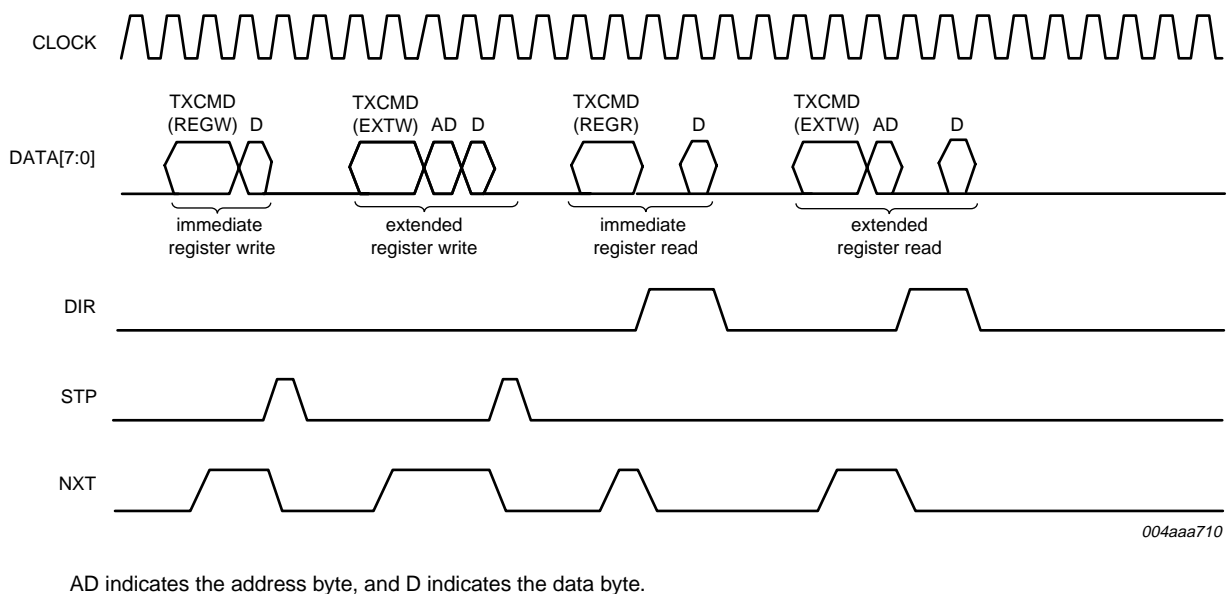 CLOCK
TXCMD
(REGW) D
TXCMD
(EXTW) AD D
TXCMD
(REGR) D
TXCMD
(EXTW) AD D
DATA[7:0]
immediate
register write
extended
register write
immediate
register read
extended
register read
DIR
STP
NXT
004aaa710
AD indicates the address byte, and D indicates the data byte.